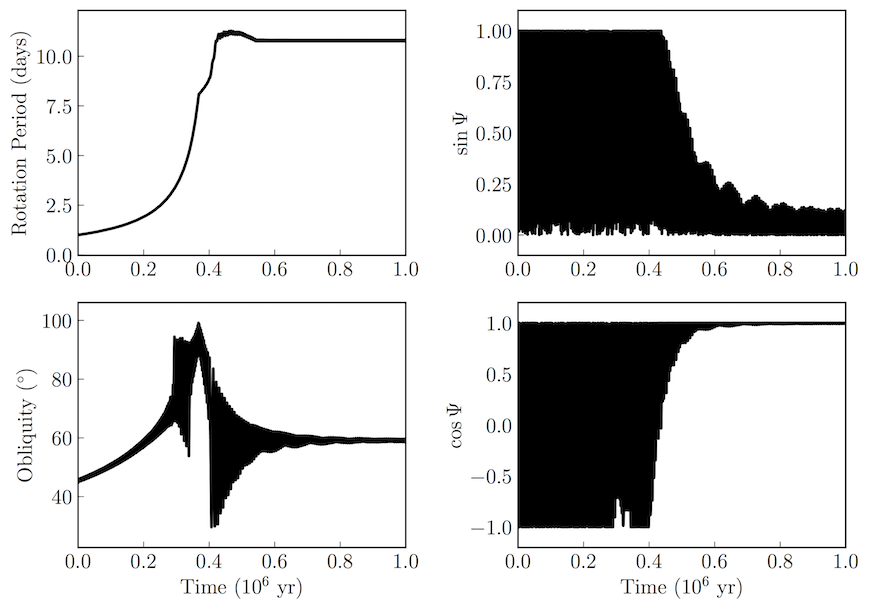 Rotation Period (days)
10.0
7.5
5.0
2.5
0.0
0.0 0.2 0.4 0.6 0.8 1.0
sin Ψ
1.00
0.75
0.50
0.25
0.00
0.0 0.2 0.4 0.6 0.8 1.0
Obliquity (°)
100
80
60
40
0.0 0.2 0.4 0.6 0.8 1.0
Time (10⁶ yr)
cos Ψ
1.0
0.5
0.0
−0.5
−1.0
0.0 0.2 0.4 0.6 0.8 1.0
Time (10⁶ yr)